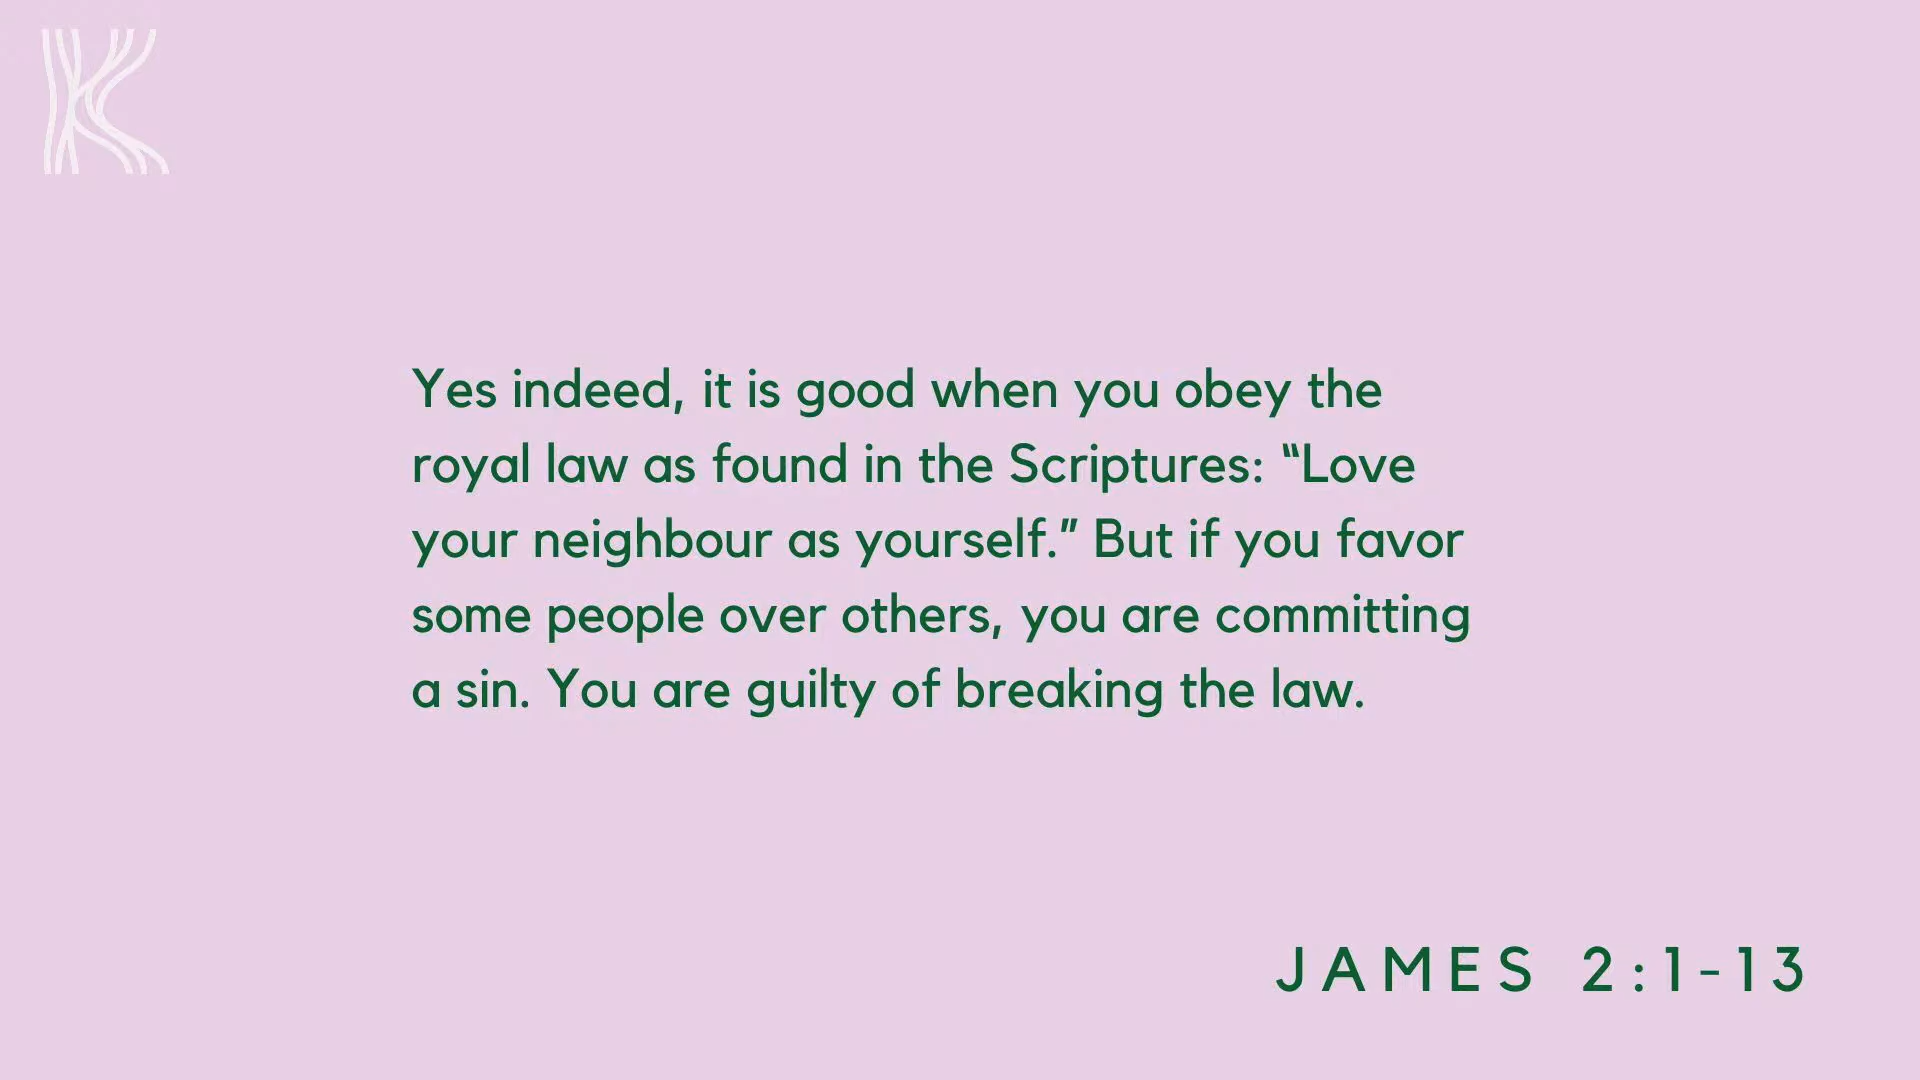 K
Yes indeed, it is good when you obey the
royal law as found in the Scriptures: “Love
your neighbour as yourself.” But if you favor
some people over others, you are committing
a sin. You are guilty of breaking the law.
JAMES 2:1-13